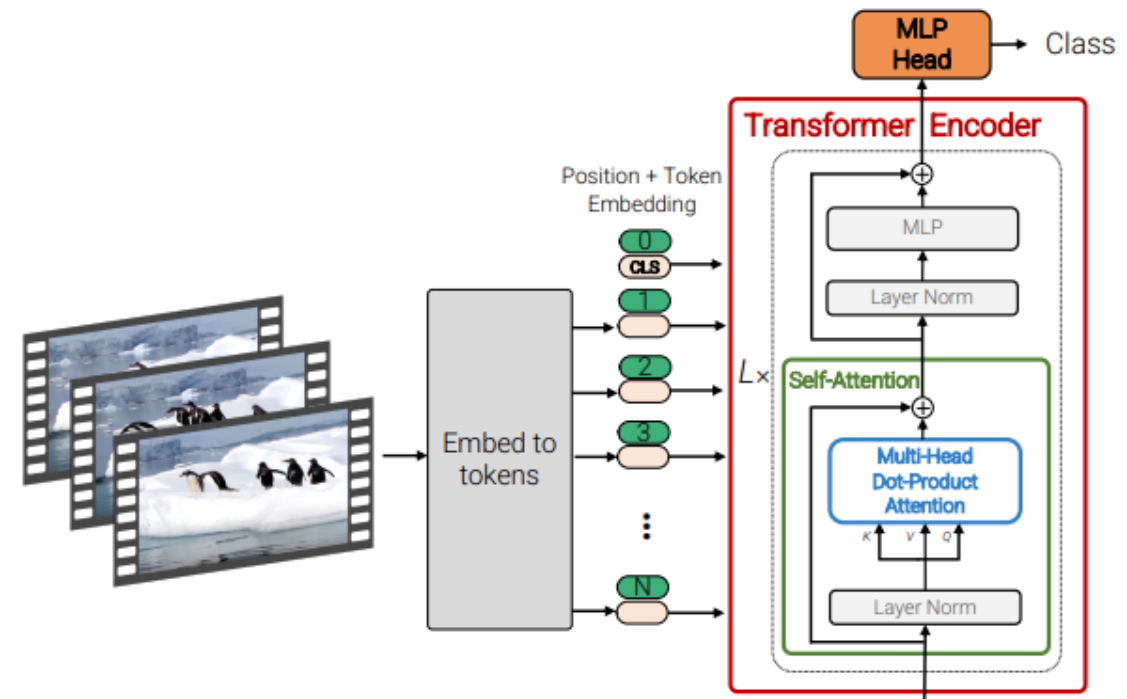 MLP
Head
Class
Transformer Encoder
Position + Token
Embedding
0
CLS
1
2
3
N
Embed to
tokens
L×
MLP
Layer Norm
Self-Attention
Multi-Head
Dot-Product
Attention
K V Q
Layer Norm